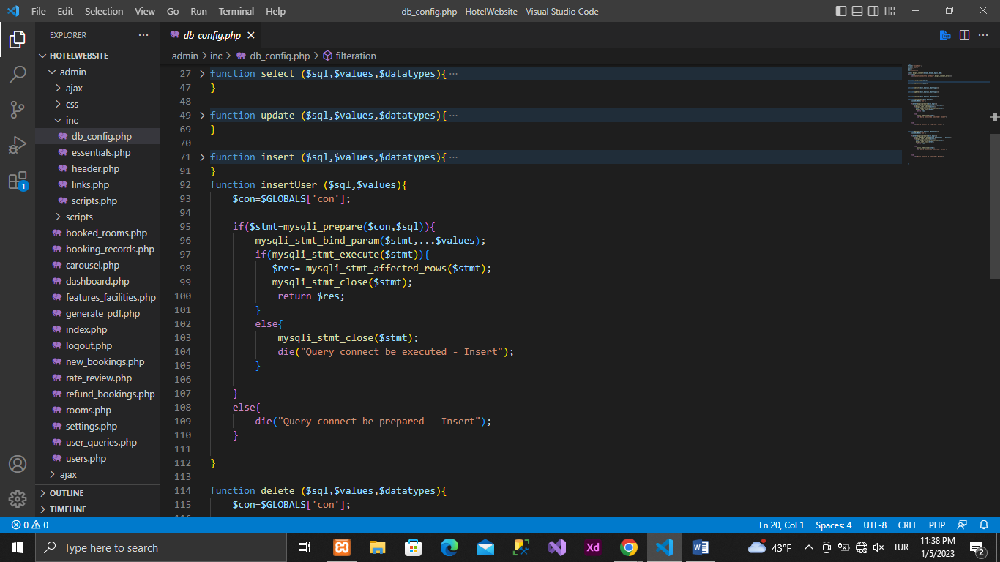 File Edit Selection View Go Run Terminal Help
db_config.php - HotelWebsite - Visual Studio Code
EXPLORER
HOTELWEBSITE
admin
ajax
css
inc
db_config.php
essentials.php
header.php
links.php
scripts.php
scripts
booked_rooms.php
booking_records.php
carousel.php
dashboard.php
features_facilities.php
generate_pdf.php
index.php
logout.php
new_bookings.php
rate_review.php
refund_bookings.php
rooms.php
settings.php
user_queries.php
users.php
ajax
OUTLINE
TIMELINE
1
db_config.php
admin > inc > db_config.php > filteration
27 function select ($sql,$values,$datatypes){ ···
47 }
48
49 function update ($sql,$values,$datatypes){ ···
69 }
70
71 function insert ($sql,$values,$datatypes){ ···
91 }
92 function insertUser ($sql,$values){
93 $con=$GLOBALS['con'];
94
95 if($stmt=mysqli_prepare($con,$sql)){
96 mysqli_stmt_bind_param($stmt,...$values);
97 if(mysqli_stmt_execute($stmt)){
98 $res= mysqli_stmt_affected_rows($stmt);
99 mysqli_stmt_close($stmt);
100 return $res;
101 }
102 else{
103 mysqli_stmt_close($stmt);
104 die("Query connect be executed - Insert");
105 }
106
107 }
108 else{
109 die("Query connect be prepared - Insert");
110 }
111
112 }
113
114 function delete ($sql,$values,$datatypes){
115 $con=$GLOBALS['con'];
0 0
Ln 20, Col 1 Spaces: 4 UTF-8 CRLF PHP
Type here to search
Xd
43°F
TUR
11:38 PM
1/5/2023
2